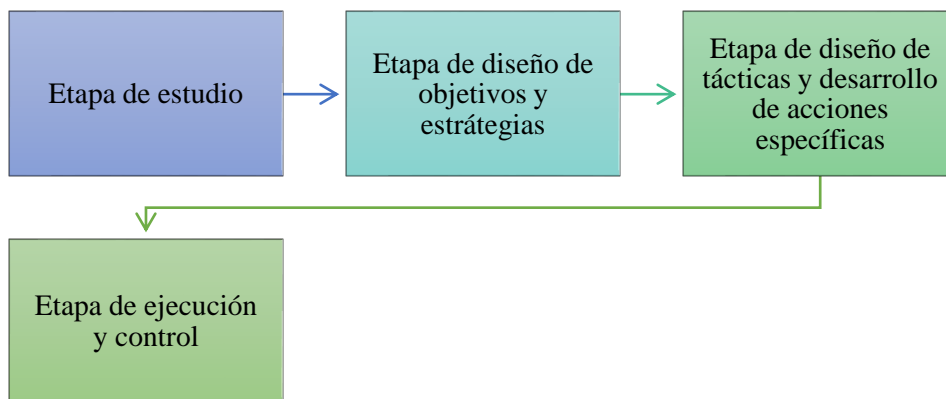 Etapa de estudio
Etapa de diseño de
objetivos y
estrátegias
Etapa de diseño de
tácticas y desarrollo
de acciones
específicas
Etapa de ejecución
y control